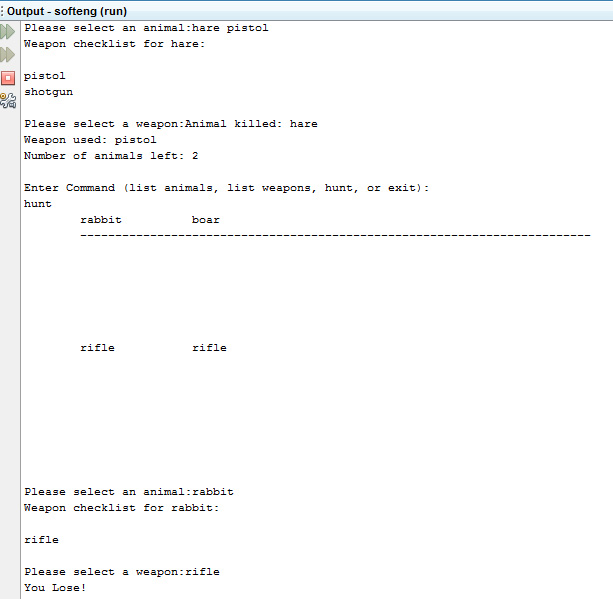 Output - softeng (run)
Please select an animal:hare pistol
Weapon checklist for hare:
pistol
shotgun
Please select a weapon:Animal killed: hare
Weapon used: pistol
Number of animals left: 2
Enter Command (list animals, list weapons, hunt, or exit):
hunt
rabbit boar
-------------------------------------------------------------------------
rifle rifle
Please select an animal:rabbit
Weapon checklist for rabbit:
rifle
Please select a weapon:rifle
You Lose!